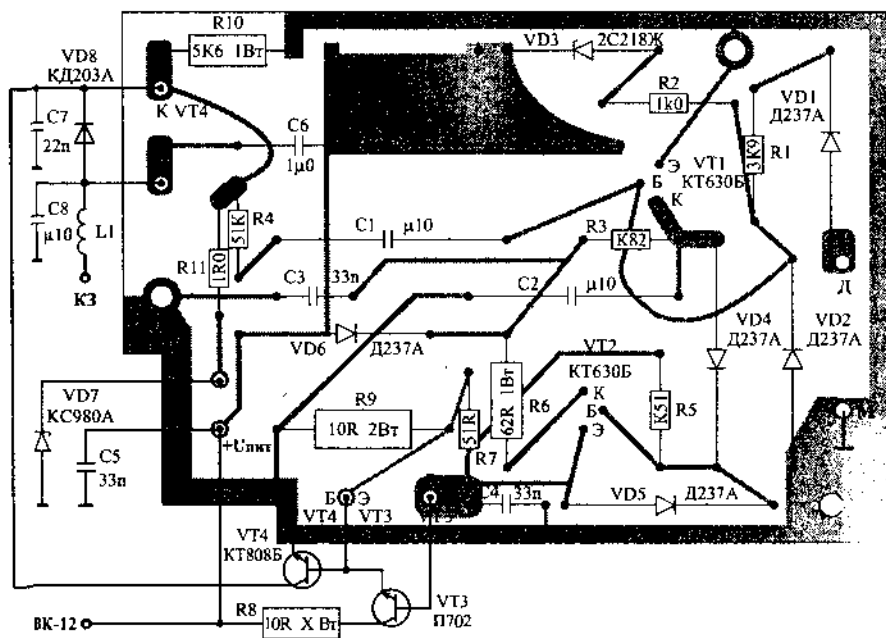 R10
5K6 1Вт
VD8
КД203А
К VT4
C7
22п
C6
1μ0
C8
μ10
L1
КЗ
R4
51K
R11
1R0
C1
μ10
C3
33п
C2
μ10
VD3
2С218Ж
R2
1k0
VD1
Д237А
3K9
R1
Э
Б
К
VT1
КТ630Б
R3
K82
Д
VD6
Д237А
VD4
Д237А
VD2
Д237А
VT2
КТ630Б
К
Б
Э
62R 1Вт
R6
K51
R5
R9
10R 2Вт
51R
R7
VD7
КС980А
+Uпит
C5
33п
Б
Э
VT4
VT3
C4
33п
VD5
Д237А
М
VT4
КТ808Б
VT3
П702
ВК-12
R8
10R X Вт